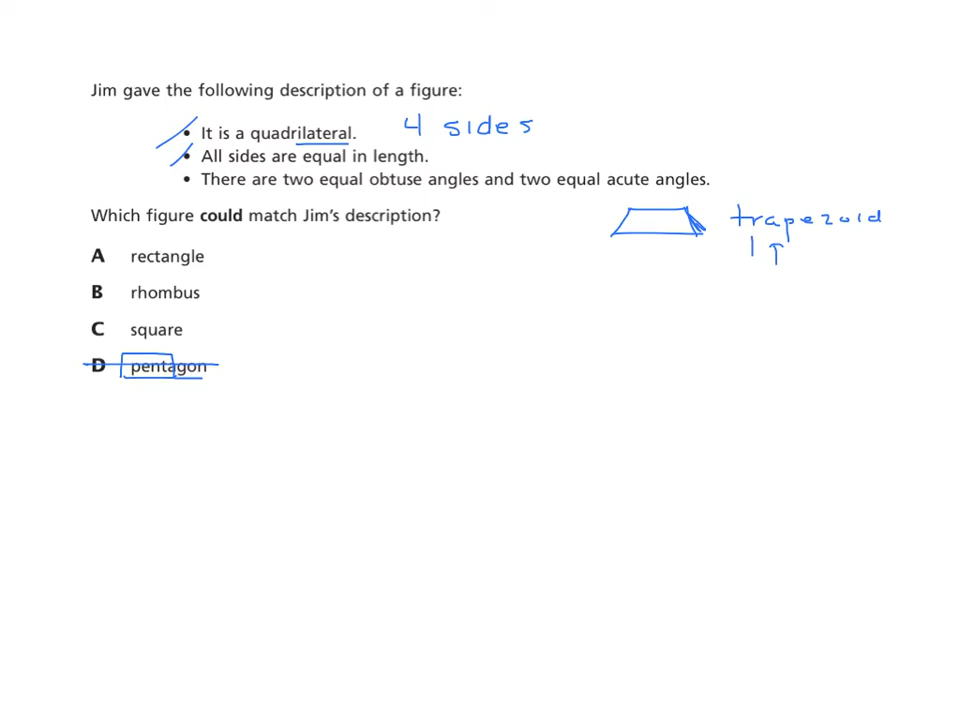 Jim gave the following description of a figure:
• It is a quadrilateral. 4 sides
• All sides are equal in length.
• There are two equal obtuse angles and two equal acute angles.
Which figure could match Jim's description?
trapezoid
A rectangle
B rhombus
C square
D pentagon